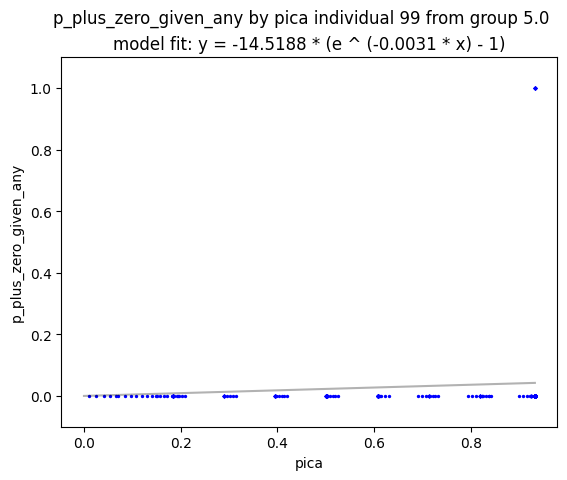 p_plus_zero_given_any by pica individual 99 from group 5.0
model fit: y = -14.5188 * (e ^ (-0.0031 * x) - 1)
1.0
0.8
0.6
0.4
0.2
0.0
p_plus_zero_given_any
0.0 0.2 0.4 0.6 0.8
pica